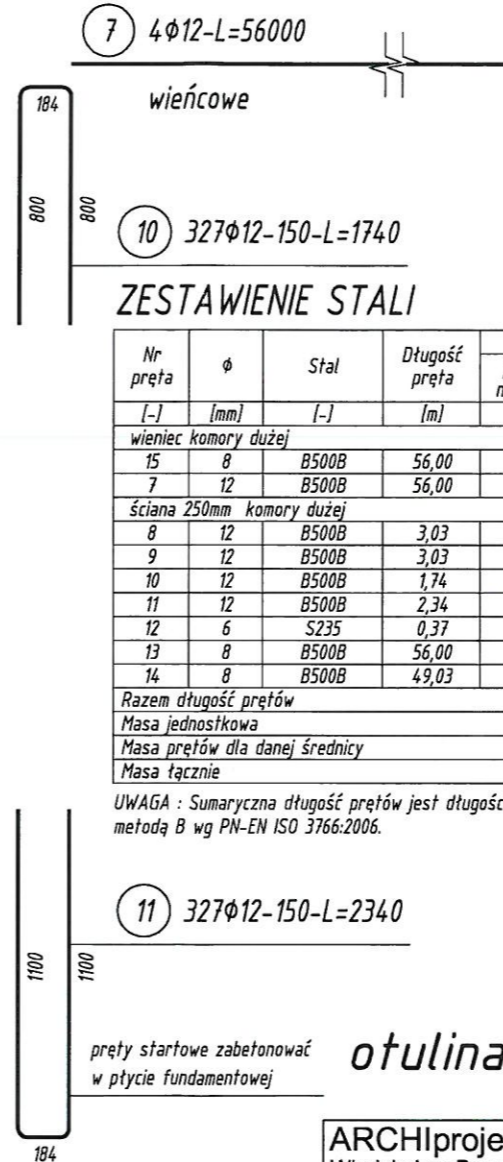 7 4ϕ12-L=56000
wieńcowe
184
800
800
10 327ϕ12-150-L=1740
ZESTAWIENIE STALI
Nr pręta ϕ Stal Długość pręta
[-] [mm] [-] [m]
wieniec komory dużej
15 8 B500B 56,00
7 12 B500B 56,00
ściana 250mm komory dużej
8 12 B500B 3,03
9 12 B500B 3,03
10 12 B500B 1,74
11 12 B500B 2,34
12 6 S235 0,37
13 8 B500B 56,00
14 8 B500B 49,03
Razem długość prętów
Masa jednostkowa
Masa prętów dla danej średnicy
Masa łącznie
UWAGA : Sumaryczna długość prętów jest
metodą B wg PN-EN ISO 3766:2006.
11 327ϕ12-150-L=2340
1100
1100
pręty startowe zabetonować
w płycie fundamentowej
otulina
184
ARCHIproje